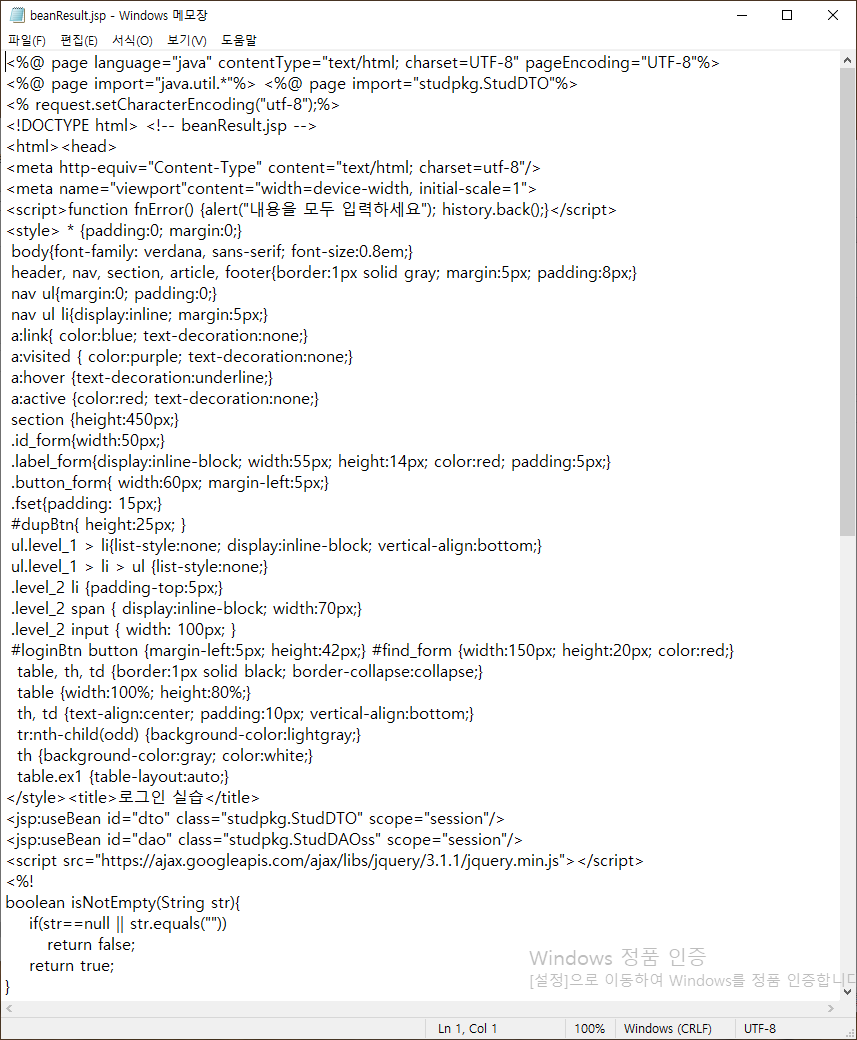 beanResult.jsp - Windows 메모장
파일(F) 편집(E) 서식(O) 보기(V) 도움말
<%@ page language="java" contentType="text/html; charset=UTF-8" pageEncoding="UTF-8"%>
<%@ page import="java.util.*"%> <%@ page import="studpkg.StudDTO"%>
<% request.setCharacterEncoding("utf-8");%>
<!DOCTYPE html> <!-- beanResult.jsp -->
<html><head>
<meta http-equiv="Content-Type" content="text/html; charset=utf-8"/>
<meta name="viewport"content="width=device-width, initial-scale=1">
<script>function fnError() {alert("내용을 모두 입력하세요"); history.back();}</script>
<style> * {padding:0; margin:0;}
body{font-family: verdana, sans-serif; font-size:0.8em;}
header, nav, section, article, footer{border:1px solid gray; margin:5px; padding:8px;}
nav ul{margin:0; padding:0;}
nav ul li{display:inline; margin:5px;}
a:link{ color:blue; text-decoration:none;}
a:visited { color:purple; text-decoration:none;}
a:hover {text-decoration:underline;}
a:active {color:red; text-decoration:none;}
section {height:450px;}
.id_form{width:50px;}
.label_form{display:inline-block; width:55px; height:14px; color:red; padding:5px;}
.button_form{ width:60px; margin-left:5px;}
.fset{padding: 15px;}
#dupBtn{ height:25px; }
ul.level_1 > li{list-style:none; display:inline-block; vertical-align:bottom;}
ul.level_1 > li > ul {list-style:none;}
.level_2 li {padding-top:5px;}
.level_2 span { display:inline-block; width:70px;}
.level_2 input { width: 100px; }
#loginBtn button {margin-left:5px; height:42px;} #find_form {width:150px; height:20px; color:red;}
table, th, td {border:1px solid black; border-collapse:collapse;}
table {width:100%; height:80%;}
th, td {text-align:center; padding:10px; vertical-align:bottom;}
tr:nth-child(odd) {background-color:lightgray;}
th {background-color:gray; color:white;}
table.ex1 {table-layout:auto;}
</style><title>로그인 실습</title>
<jsp:useBean id="dto" class="studpkg.StudDTO" scope="session"/>
<jsp:useBean id="dao" class="studpkg.StudDAOss" scope="session"/>
<script src="https://ajax.googleapis.com/ajax/libs/jquery/3.1.1/jquery.min.js"></script>
<%!
boolean isNotEmpty(String str){
if(str==null || str.equals(""))
return false;
return true;
}
Windows 정품 인증
[설정]으로 이동하여 Windows를 정품 인증합니다
Ln 1, Col 1 100% Windows (CRLF) UTF-8